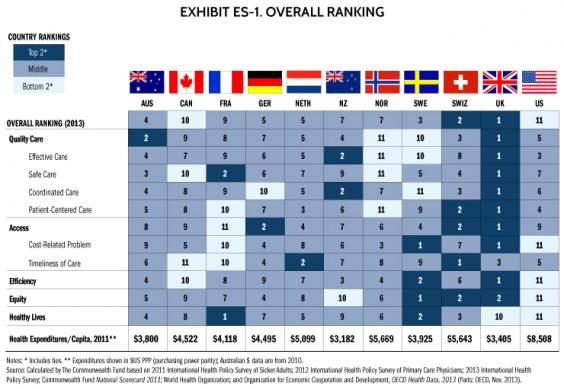 EXHIBIT ES-1. OVERALL RANKING
COUNTRY RANKINGS
Top 2*
Middle
Bottom 2*
AUS CAN FRA GER NETH NZ NOR SWE SWIZ UK US
OVERALL RANKING (2013) 4 10 9 5 5 7 7 3 2 1 11
Quality Care 2 9 8 7 5 4 11 10 3 1 5
Effective Care 4 7 9 6 5 2 11 10 8 1 3
Safe Care 3 10 2 6 7 9 11 5 4 1 7
Coordinated Care 4 8 9 10 5 2 7 11 3 1 6
Patient-Centered Care 5 8 10 7 3 6 11 9 2 1 4
Access 8 9 11 2 4 7 6 4 2 1 9
Cost-Related Problem 9 5 10 4 8 6 3 1 7 1 11
Timeliness of Care 6 11 10 4 2 7 8 9 1 3 5
Efficiency 4 10 8 9 7 3 4 2 6 1 11
Equity 5 9 7 4 8 10 6 1 2 2 11
Healthy Lives 4 8 1 7 5 9 6 2 3 10 11
Health Expenditures/Capita, 2011** $3,800 $4,522 $4,118 $4,495 $5,099 $3,182 $5,669 $3,925 $5,643 $3,405 $8,508
Notes: * Includes ties. ** Expenditures shown in $US PPP (purchasing power parity); Australian $ data are from 2010.
Source: Calculated by The Commonwealth Fund based on 2011 International Health Policy Survey of Sicker Adults; 2012 International Health Policy Survey of Primary Care Physicians; 2013 International Health
Policy Survey; Commonwealth Fund National Scorecard 2011; World Health Organization; and Organization for Economic Cooperation and Development, OECD Health Data, 2013 (Paris: OECD, Nov. 2013).